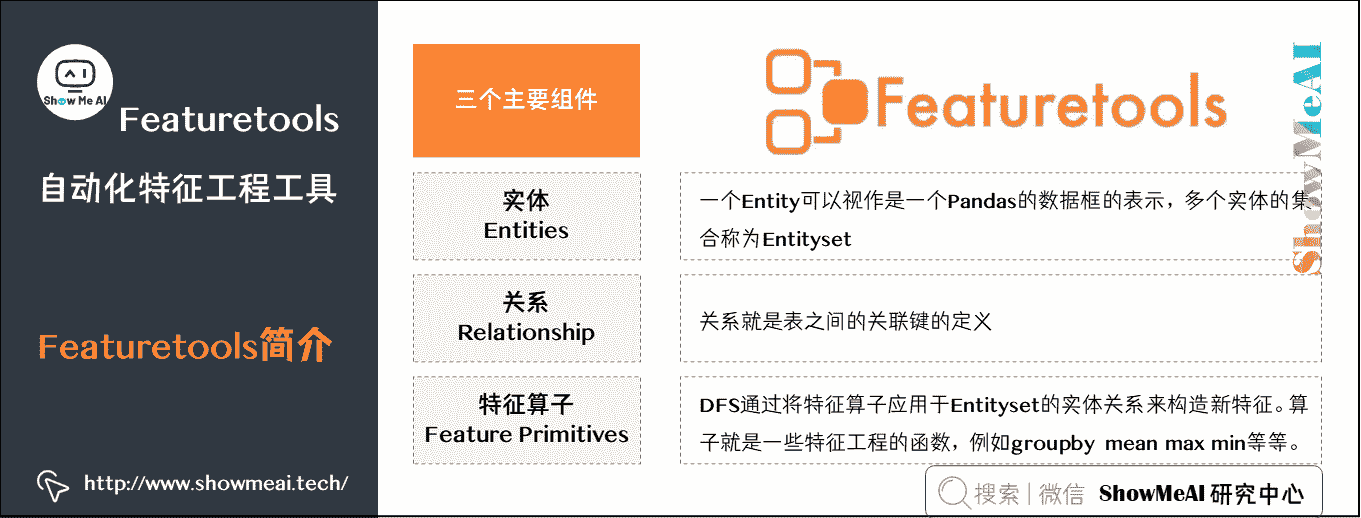 Show Me AI
Featuretools
自动化特征工程工具
Featuretools简介
http://www.showmeai.tech/
三个主要组件
Featuretools
实体
Entities
一个Entity可以视作是一个Pandas的数据框的表示，多个实体的集
合称为Entityset
关系
Relationship
关系就是表之间的关联键的定义
特征算子
Feature Primitives
DFS通过将特征算子应用于Entityset的实体关系来构造新特征。算
子就是一些特征工程的函数，例如groupby mean max min等等。
ShowMeAI
搜索 | 微信 ShowMeAI 研究中心